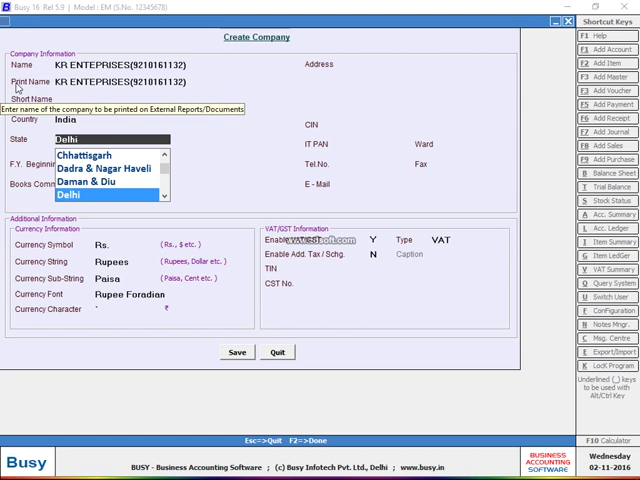 Busy 16 Rel 5.9 | Model : EM (S.No. 12345678)
Shortcut Keys
Create Company
Company Information
Name KR ENTEPRISES(9210161132)
Print Name KR ENTEPRISES(9210161132)
Short Name
Enter name of the company to be printed on External Reports/Documents
Country India
State Delhi
Chhattisgarh
Dadra & Nagar Haveli
Daman & Diu
Delhi
F.Y. Beginnin
Books Comm
Address
CIN
IT PAN Ward
Tel.No. Fax
E - Mail
Additional Information
Currency Information
Currency Symbol Rs. (Rs., $ etc.)
Currency String Rupees (Rupees, Dollar etc.)
Currency Sub-String Paisa (Paisa, Cent etc.)
Currency Font Rupee Foradian
Currency Character ` ₹
VAT/GST Information
Enable VAT/GST Y Type VAT
Enable Add. Tax / Schg. N Caption
TIN
CST No.
Save Quit
Esc=>Quit F2=>Done
F1 Help
F1 Add Account
F2 Add Item
F3 Add Master
F3 Add Voucher
F5 Add Payment
F6 Add Receipt
F7 Add Journal
F8 Add Sales
F9 Add Purchase
B Balance Sheet
T Trial Balance
S Stock Status
A Acc. Summary
L Acc. Ledger
I Item Summary
G Item Ledger
V VAT Summary
Q Query System
U Switch User
F Configuration
N Notes Mngr.
C Msg. Centre
E Export/Import
K LocK Program
Underlined (_) keys
to be used with
Alt/Ctrl Key
F10 Calculator
Busy
BUSY - Business Accounting Software ; (c) Busy Infotech Pvt. Ltd., Delhi ; www.busy.in
BUSINESS
ACCOUNTING
SOFTWARE
Wednesday
02-11-2016